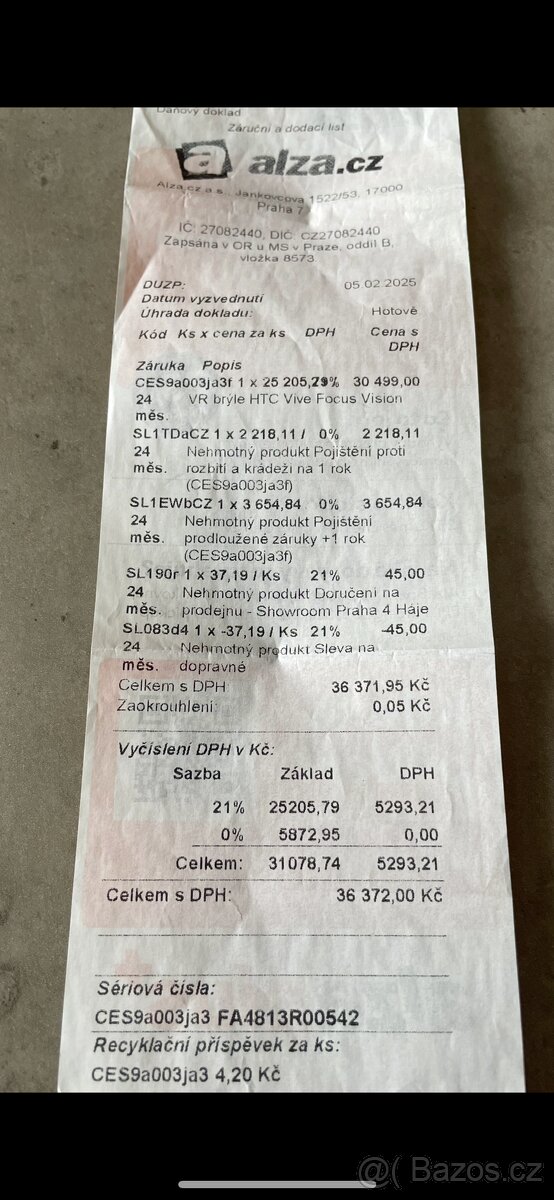 Daňový doklad
Záruční a dodací list
alza.cz
Alza.cz a.s., Jankovcova 1522/53, 17000
Praha 7
IČ: 27082440, DIČ: CZ27082440
Zapsána v OR u MS v Praze, oddíl B,
vložka 8573
DUZP: 05.02.2025
Datum vyzvednutí
Úhrada dokladu: Hotově
Kód Ks x cena za ks DPH Cena s
DPH
Záruka Popis
CES9a003ja3f 1 x 25 205,79% 30 499,00
24 VR brýle HTC Vive Focus Vision
měs.
SL1TDaCZ 1 x 2 218,11 / 0% 2 218,11
24 Nehmotný produkt Pojištění proti
měs. rozbití a krádeži na 1 rok
(CES9a003ja3f)
SL1EWbCZ 1 x 3 654,84 0% 3 654,84
24 Nehmotný produkt Pojištění
měs. prodloužené záruky +1 rok
(CES9a003ja3f)
SL190r 1 x 37,19 / Ks 21% 45,00
24 Nehmotný produkt Doručení na
měs. prodejnu - Showroom Praha 4 Háje
SL083d4 1 x -37,19 / Ks 21% -45,00
24 Nehmotný produkt Sleva na
měs. dopravné
Celkem s DPH 36 371,95 Kč
Zaokrouhlení: 0,05 Kč
Vyčíslení DPH v Kč:
Sazba Základ DPH
21% 25205,79 5293,21
0% 5872,95 0,00
Celkem: 31078,74 5293,21
Celkem s DPH: 36 372,00 Kč
Sériová čísla:
CES9a003ja3 FA4813R00542
Recyklační příspěvek za ks:
CES9a003ja3 4,20 Kč
@( Bazos.cz